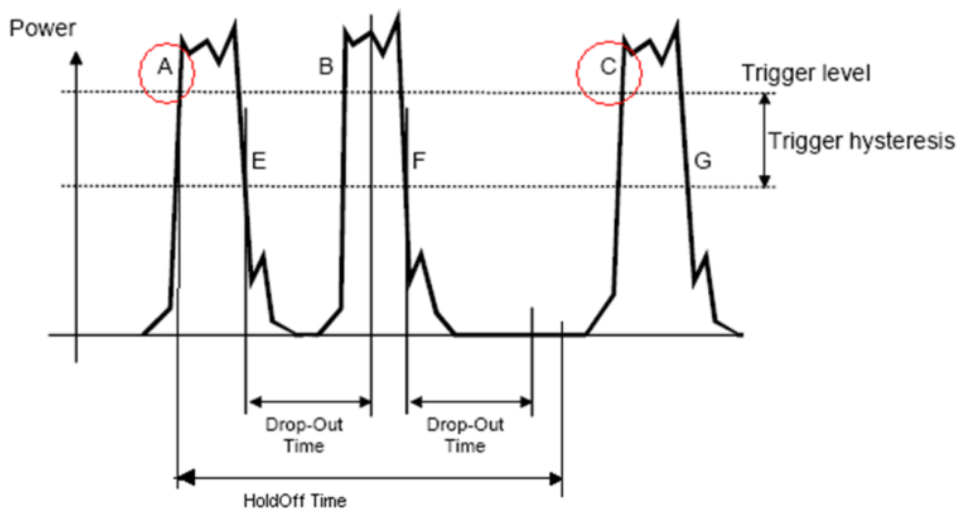 Power
A
B
C
Trigger level
Trigger hysteresis
E
F
G
Drop-Out
Time
Drop-Out
Time
HoldOff Time